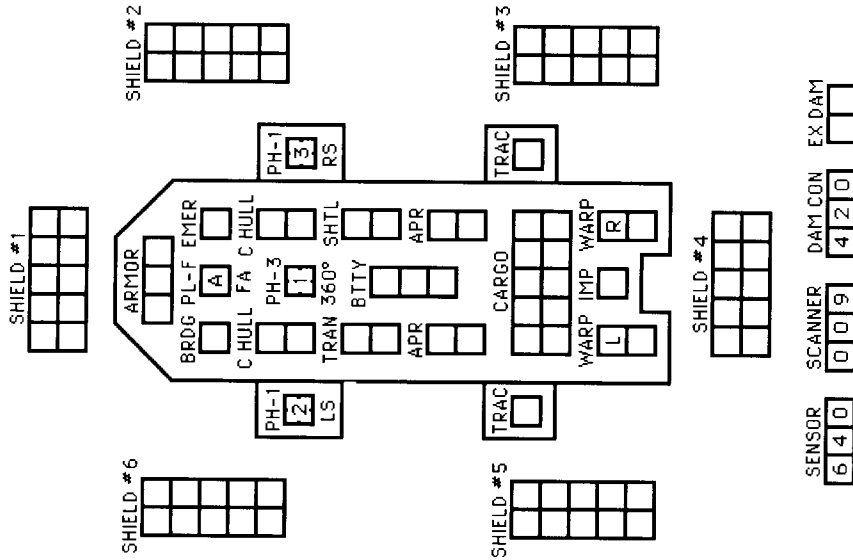 SHIELD #1
SHIELD #6
SHIELD #2
ARMOR
BRDG PL-F EMER
A
C HULL FA C HULL
PH-1 PH-3 PH-1
2 1 3
LS TRAN 360° SHTL RS
BTTY
APR APR
SHIELD #5
SHIELD #3
TRAC CARGO TRAC
WARP IMP WARP
L R
SHIELD #4
SENSOR SCANNER DAM CON EX DAM
6 4 0 0 0 9 4 2 0